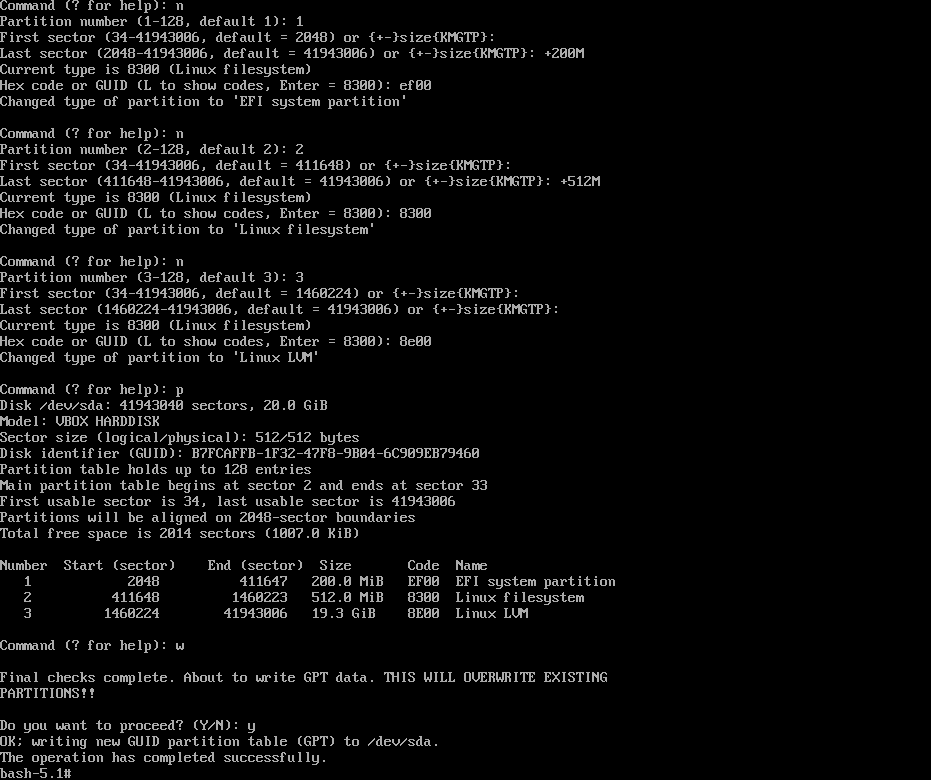 Command (? for help): n
Partition number (1-128, default 1): 1
First sector (34-41943006, default = 2048) or {+-}size{KMGTP}:
Last sector (2048-41943006, default = 41943006) or {+-}size{KMGTP}: +200M
Current type is 8300 (Linux filesystem)
Hex code or GUID (L to show codes, Enter = 8300): ef00
Changed type of partition to 'EFI system partition'

Command (? for help): n
Partition number (2-128, default 2): 2
First sector (34-41943006, default = 411648) or {+-}size{KMGTP}:
Last sector (411648-41943006, default = 41943006) or {+-}size{KMGTP}: +512M
Current type is 8300 (Linux filesystem)
Hex code or GUID (L to show codes, Enter = 8300): 8300
Changed type of partition to 'Linux filesystem'

Command (? for help): n
Partition number (3-128, default 3): 3
First sector (34-41943006, default = 1460224) or {+-}size{KMGTP}:
Last sector (1460224-41943006, default = 41943006) or {+-}size{KMGTP}:
Current type is 8300 (Linux filesystem)
Hex code or GUID (L to show codes, Enter = 8300): 8e00
Changed type of partition to 'Linux LVM'

Command (? for help): p
Disk /dev/sda: 41943040 sectors, 20.0 GiB
Model: VBOX HARDDISK
Sector size (logical/physical): 512/512 bytes
Disk identifier (GUID): B7FCAFFB-1F32-47F8-9B04-6C909EB79460
Partition table holds up to 128 entries
Main partition table begins at sector 2 and ends at sector 33
First usable sector is 34, last usable sector is 41943006
Partitions will be aligned on 2048-sector boundaries
Total free space is 2014 sectors (1007.0 KiB)

Number  Start (sector)    End (sector)  Size       Code  Name
   1            2048          411647   200.0 MiB   EF00  EFI system partition
   2          411648         1460223   512.0 MiB   8300  Linux filesystem
   3         1460224        41943006   19.3 GiB    8E00  Linux LVM

Command (? for help): w

Final checks complete. About to write GPT data. THIS WILL OVERWRITE EXISTING
PARTITIONS!!

Do you want to proceed? (Y/N): y
OK; writing new GUID partition table (GPT) to /dev/sda.
The operation has completed successfully.
bash-5.1#